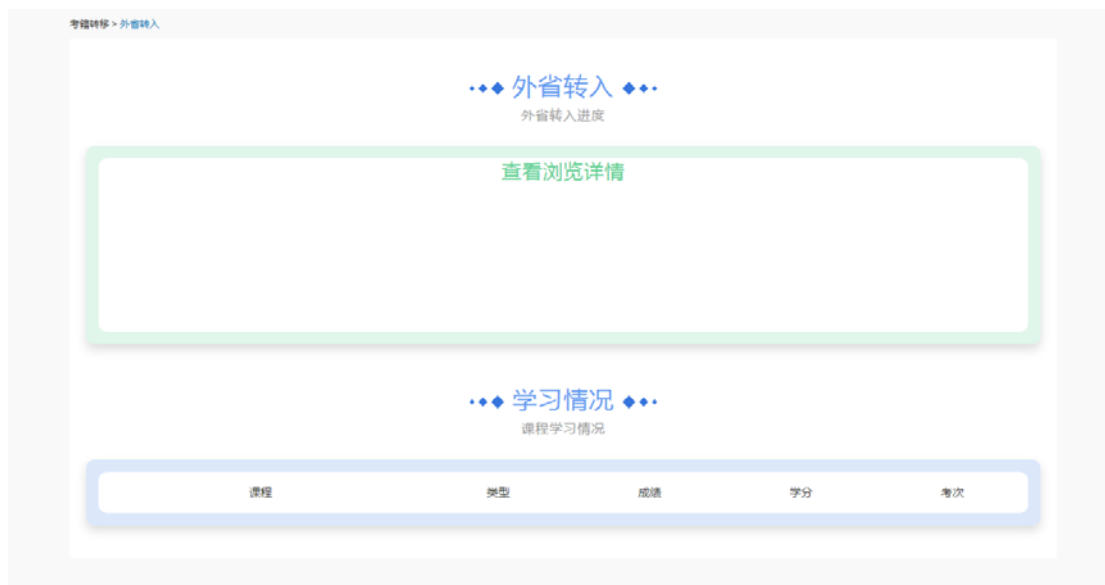 考籍转移 > 外省转入
外省转入
外省转入进度
查看浏览详情
学习情况
课程学习情况
课程 类型 成绩 学分 考次